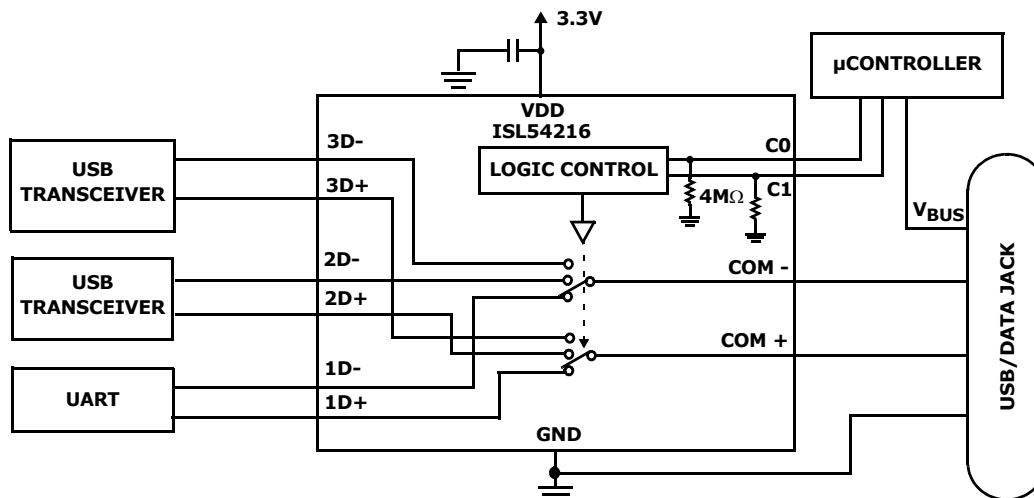 3.3V
µCONTROLLER
VDD
ISL54216
LOGIC CONTROL
C0
C1
4MΩ
USB
TRANSCEIVER
3D-
3D+
USB
TRANSCEIVER
2D-
2D+
UART
1D-
1D+
COM -
COM +
GND
VBUS
USB/DATA JACK